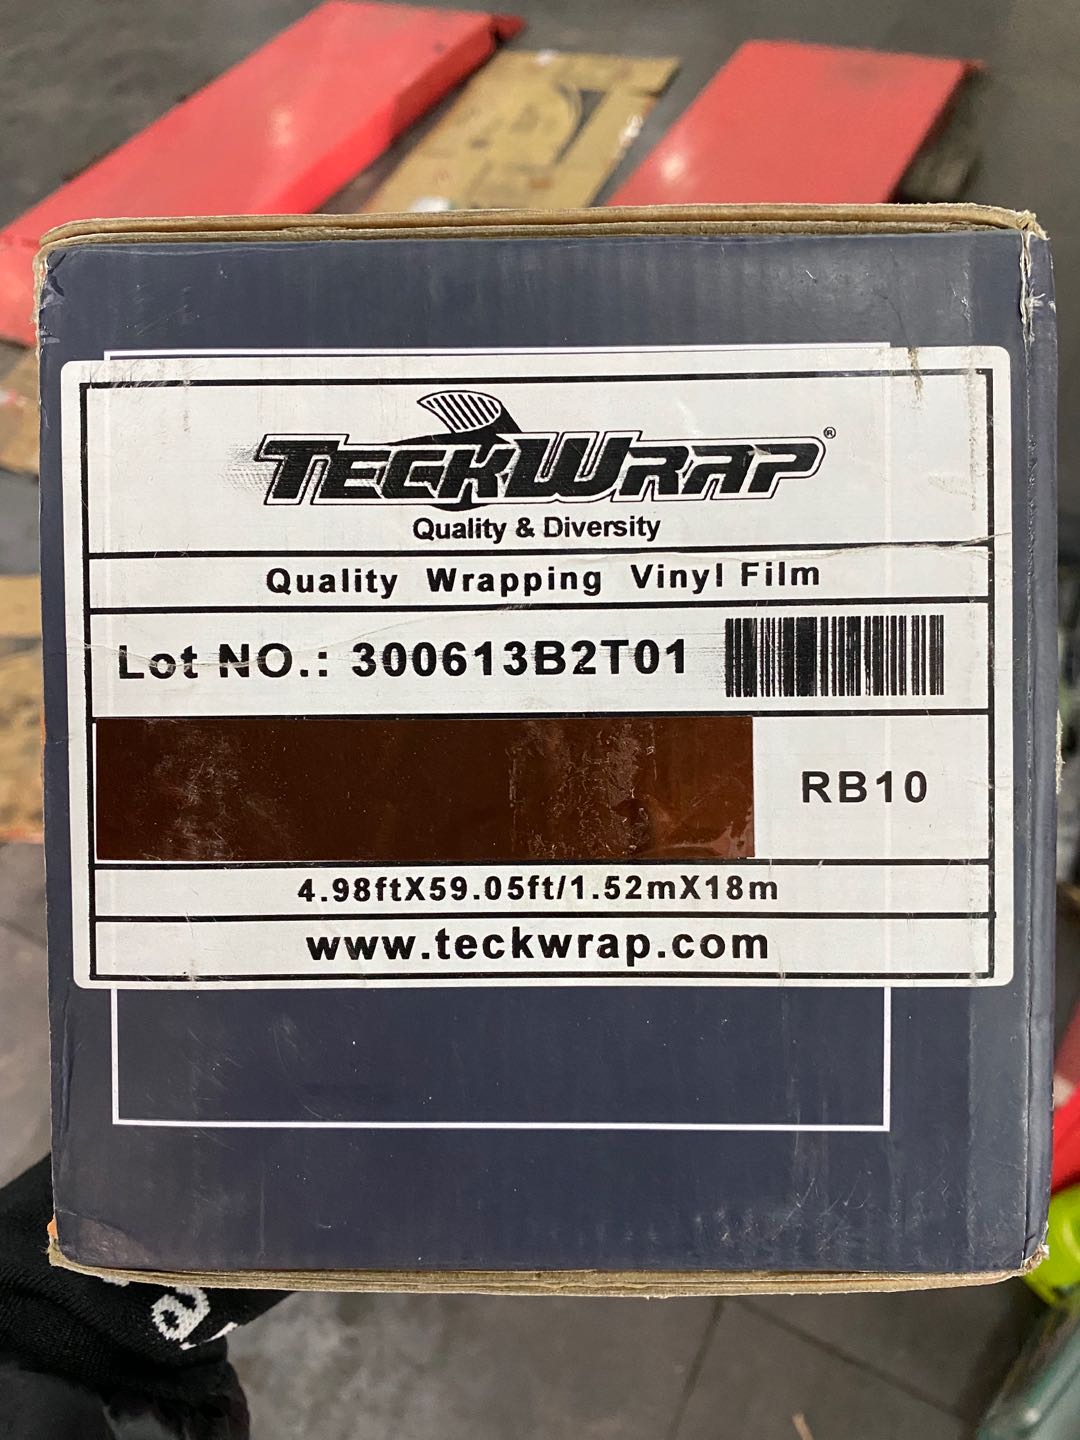 TECKWRAP®
Quality & Diversity
Quality Wrapping Vinyl Film
Lot NO.: 300613B2T01
RB10
4.98ftX59.05ft/1.52mX18m
www.teckwrap.com